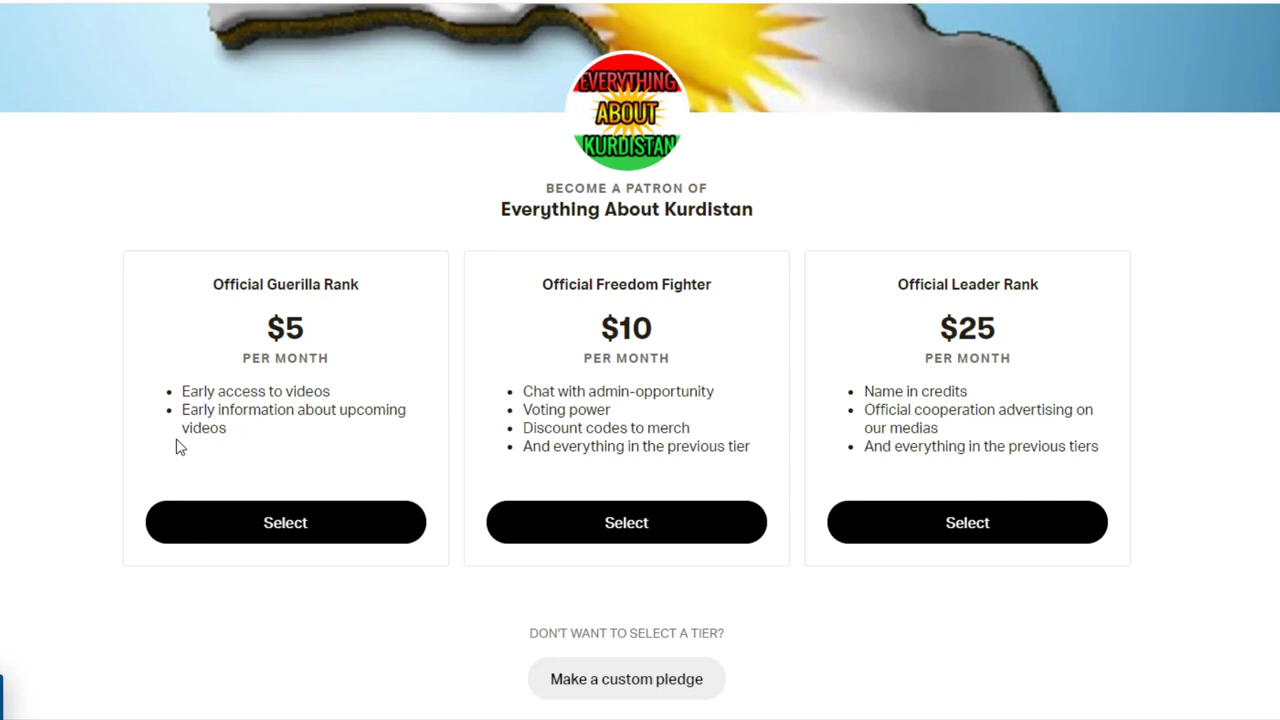 EVERYTHING
ABOUT
KURDISTAN
BECOME A PATRON OF
Everything About Kurdistan
Official Guerilla Rank
$5
PER MONTH
• Early access to videos
• Early information about upcoming
videos
Select
Official Freedom Fighter
$10
PER MONTH
• Chat with admin-opportunity
• Voting power
• Discount codes to merch
• And everything in the previous tier
Select
Official Leader Rank
$25
PER MONTH
• Name in credits
• Official cooperation advertising on
our medias
• And everything in the previous tiers
Select
DON'T WANT TO SELECT A TIER?
Make a custom pledge